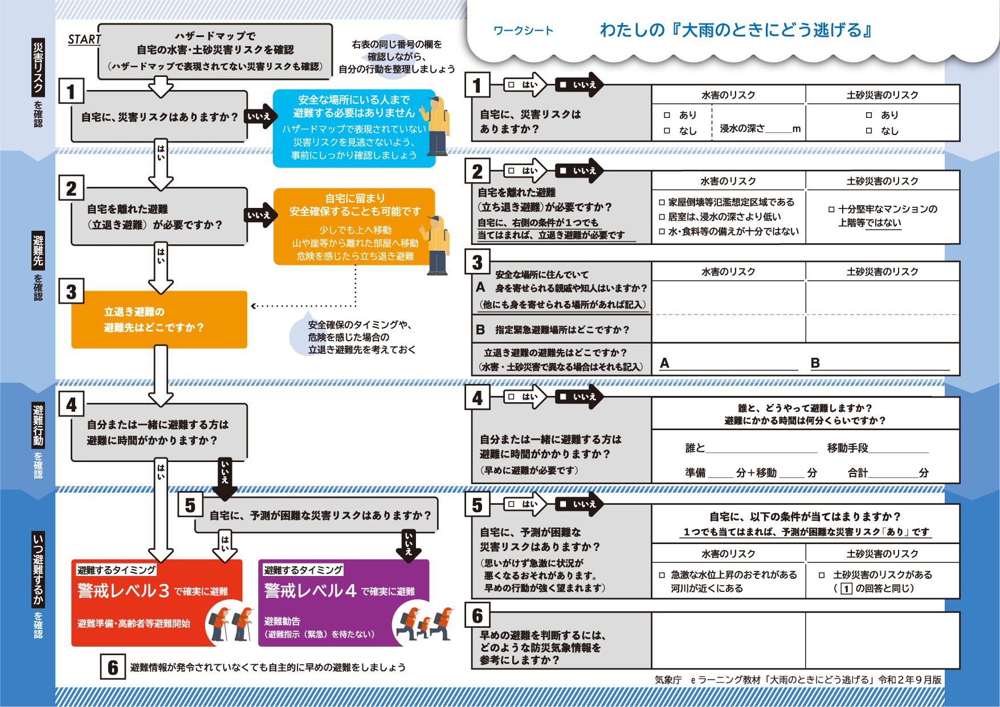 ワークシート
わたしの『大雨のときにどう逃げる』
災害リスク を確認
START
ハザードマップで
自宅の水害・土砂災害リスクを確認
（ハザードマップで表現されてない災害リスクも確認）
右表の同じ番号の欄を
確認しながら、
自分の行動を整理しましょう
1
自宅に、災害リスクはありますか？
いいえ
はい
安全な場所にいる人まで
避難する必要はありません
ハザードマップで表現されていない
災害リスクを見逃さないよう、
事前にしっかり確認しましょう
避難先 を確認
2
自宅を離れた避難
（立退き避難）が必要ですか？
いいえ
はい
自宅に留まり
安全確保することも可能です
少しでも上へ移動
山や崖等から離れた部屋へ移動
危険を感じたら立ち退き避難
3
立退き避難の
避難先はどこですか？
安全確保のタイミングや、
危険を感じた場合の
立退き避難先を考えておく
避難行動 を確認
4
自分または一緒に避難する方は
避難に時間がかかりますか？
はい
いいえ
いつ避難するか を確認
5
自宅に、予測が困難な災害リスクはありますか？
はい
いいえ
避難するタイミング
警戒レベル３ で確実に避難
避難準備・高齢者等避難開始
避難するタイミング
警戒レベル４ で確実に避難
避難勧告
（避難指示（緊急）を待たない）
6 避難情報が発令されていなくても自主的に早めの避難をしましょう
1 □ はい ■ いいえ
自宅に、災害リスクは
ありますか？
水害のリスク
□ あり
□ なし
浸水の深さ____m
土砂災害のリスク
□ あり
□ なし
2 □ はい ■ いいえ
自宅を離れた避難
（立ち退き避難）が必要ですか？
自宅に、右側の条件が１つでも
当てはまれば、立退き避難が必要です
水害のリスク
□ 家屋倒壊等氾濫想定区域である
□ 居室は、浸水の深さより低い
□ 水・食料等の備えが十分ではない
土砂災害のリスク
□ 十分堅牢なマンションの
上階等ではない
3
安全な場所に住んでいて
A 身を寄せられる親戚や知人はいますか？
（他にも身を寄せられる場所があれば記入）
水害のリスク
土砂災害のリスク
B 指定緊急避難場所はどこですか？
立退き避難の避難先はどこですか？
（水害・土砂災害で異なる場合はそれも記入）
A____________________ B____________________
4 □ はい ■ いいえ
自分または一緒に避難する方は
避難に時間がかかりますか？
（早めに避難が必要です）
誰と、どうやって避難しますか？
避難にかかる時間は何分くらいですか？
誰と__________________ 移動手段__________
準備____ 分＋移動____ 分 合計________分
5 □ はい ■ いいえ
自宅に、予測が困難な
災害リスクはありますか？
（思いがけず急激に状況が
悪くなるおそれがあります。
早めの行動が強く望まれます）
自宅に、以下の条件が当てはまりますか？
１つでも当てはまれば、予測が困難な災害リスク「あり」です
水害のリスク
□ 急激な水位上昇のおそれがある
河川が近くにある
土砂災害のリスク
□ 土砂災害のリスクがある
（1の回答と同じ）
6
早めの避難を判断するには、
どのような防災気象情報を
参考にしますか？
気象庁　eラーニング教材「大雨のときにどう逃げる」令和２年９月版